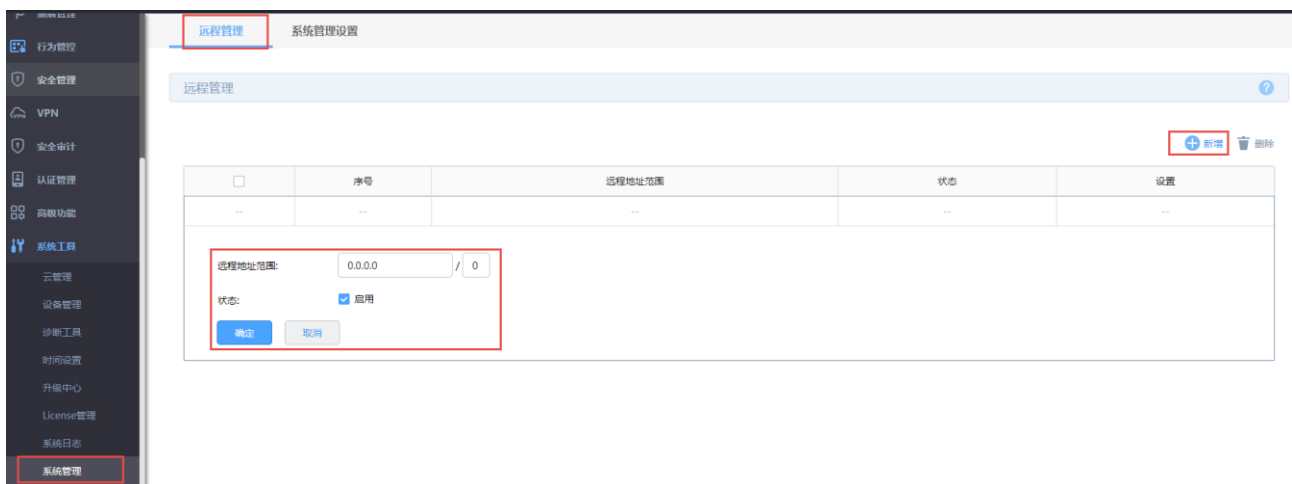 行为管控
安全管理
VPN
安全审计
认证管理
高级功能
系统工具
云管理
设备管理
诊断工具
时间设置
升级中心
License管理
系统日志
系统管理
远程管理 系统管理设置
远程管理 ?
新增 删除
序号 远程地址范围 状态 设置
--- --- --- --- ---
远程地址范围: 0.0.0.0 / 0
状态: 启用
确定 取消